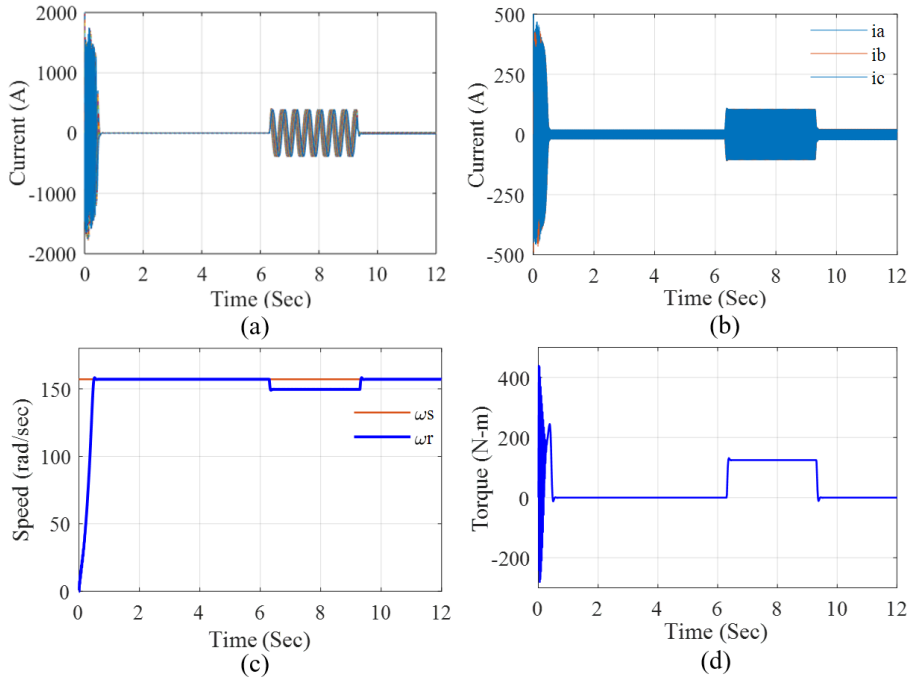 2000
1000
0
-1000
-2000
Current (A)
0 2 4 6 8 10 12
Time (Sec)
(a)
500
250
0
-250
-500
Current (A)
ia
ib
ic
0 2 4 6 8 10 12
Time (Sec)
(b)
150
100
50
0
Speed (rad/sec)
ωs
ωr
0 2 4 6 8 10 12
Time (Sec)
(c)
400
200
0
-200
Torque (N-m)
0 2 4 6 8 10 12
Time (Sec)
(d)